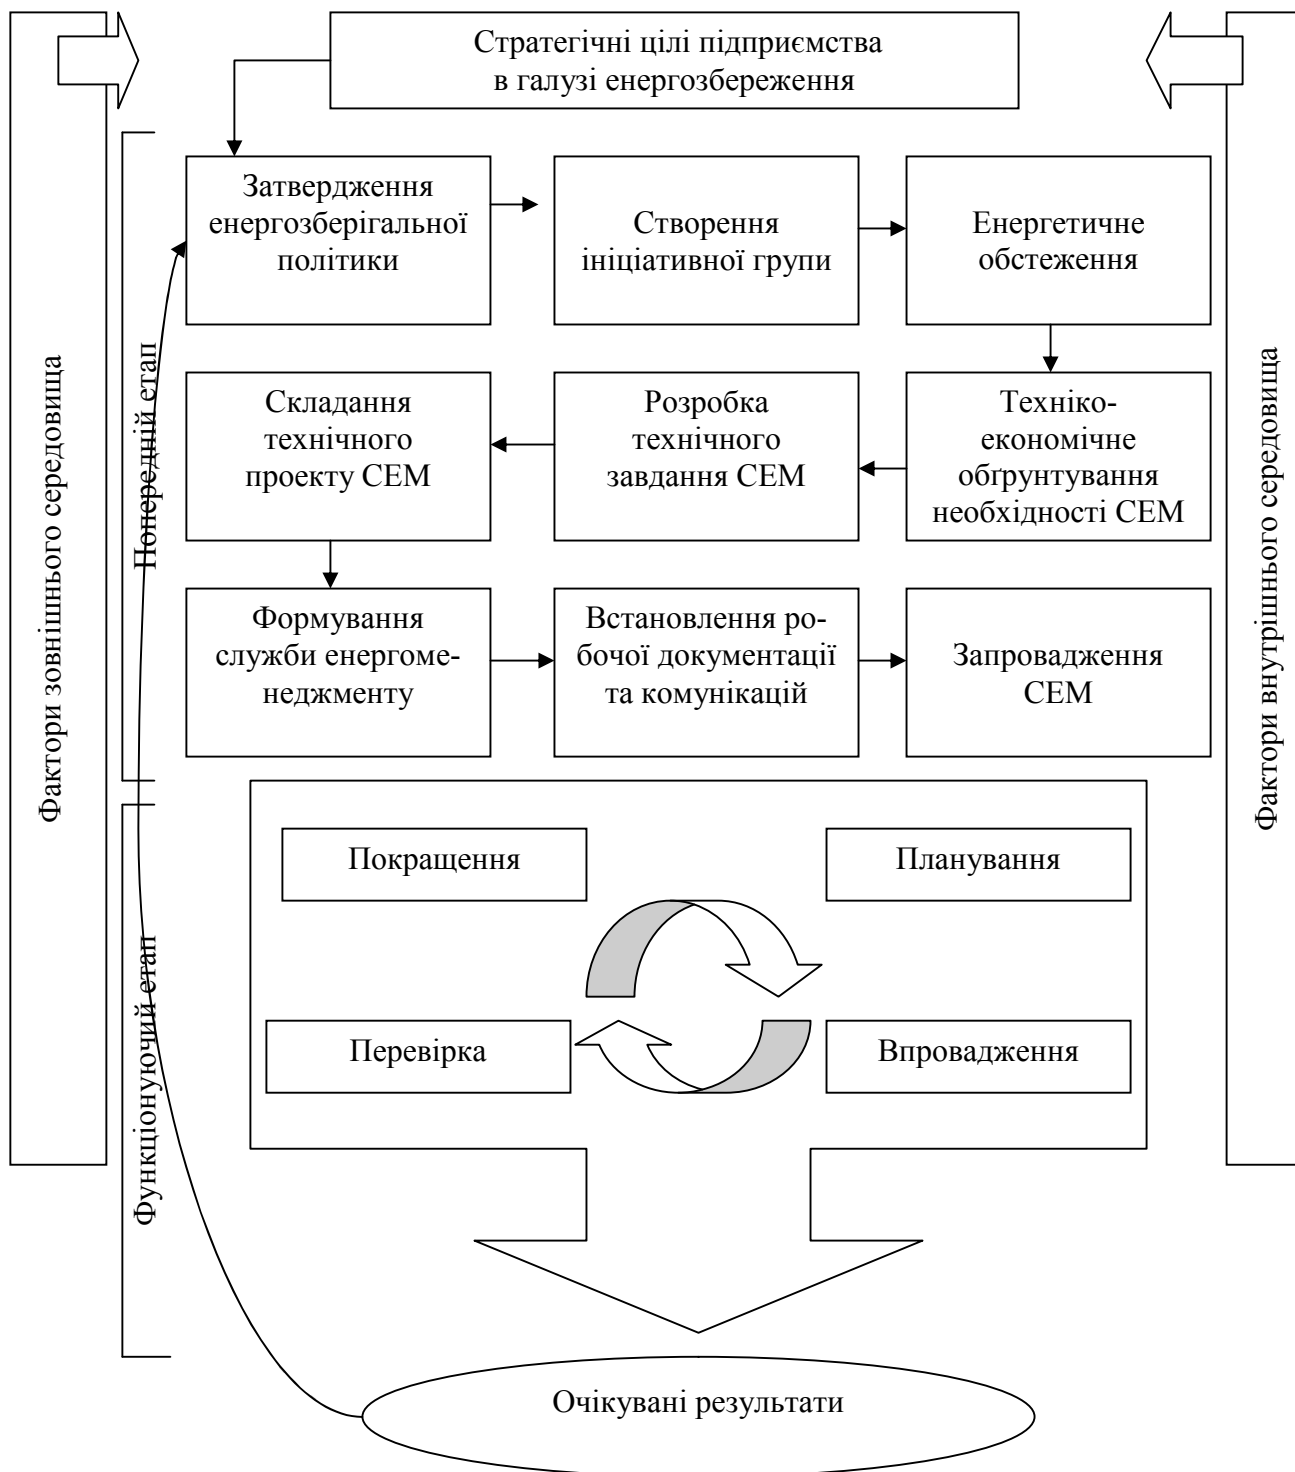 Стратегічні цілі підприємства
в галузі енергозбереження
Фактори зовнішнього середовища
Фактори внутрішнього середовища
Попередній етап
Затвердження
енергозберігальної
політики
Створення
ініціативної групи
Енергетичне
обстеження
Складання
технічного
проекту СЕМ
Розробка
технічного
завдання СЕМ
Техніко-
економічне
обґрунтування
необхідності СЕМ
Формування
служби енергоме-
неджменту
Встановлення ро-
бочої документації
та комунікацій
Запровадження
СЕМ
Функціонуючий етап
Покращення
Планування
Перевірка
Впровадження
Очікувані результати